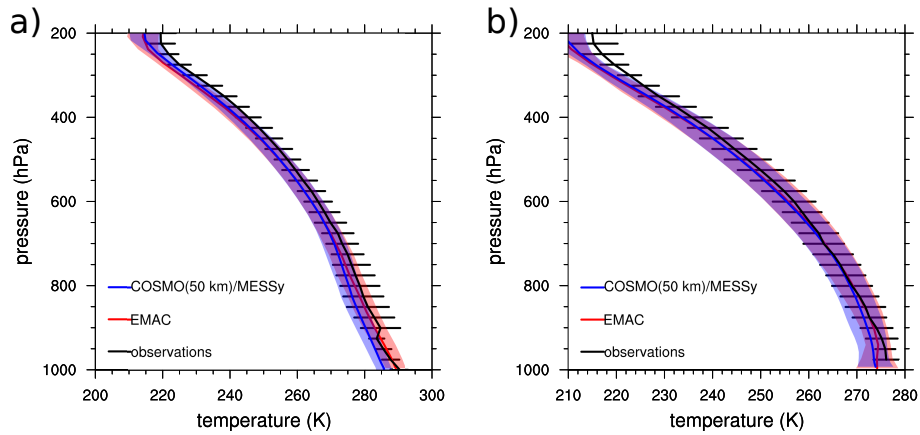 a)
200
400
600
800
1000
pressure (hPa)
COSMO(50 km)/MESSy
EMAC
observations
200 220 240 260 280 300
temperature (K)
b)
200
400
600
800
1000
pressure (hPa)
COSMO(50 km)/MESSy
EMAC
observations
210 220 230 240 250 260 270 280
temperature (K)